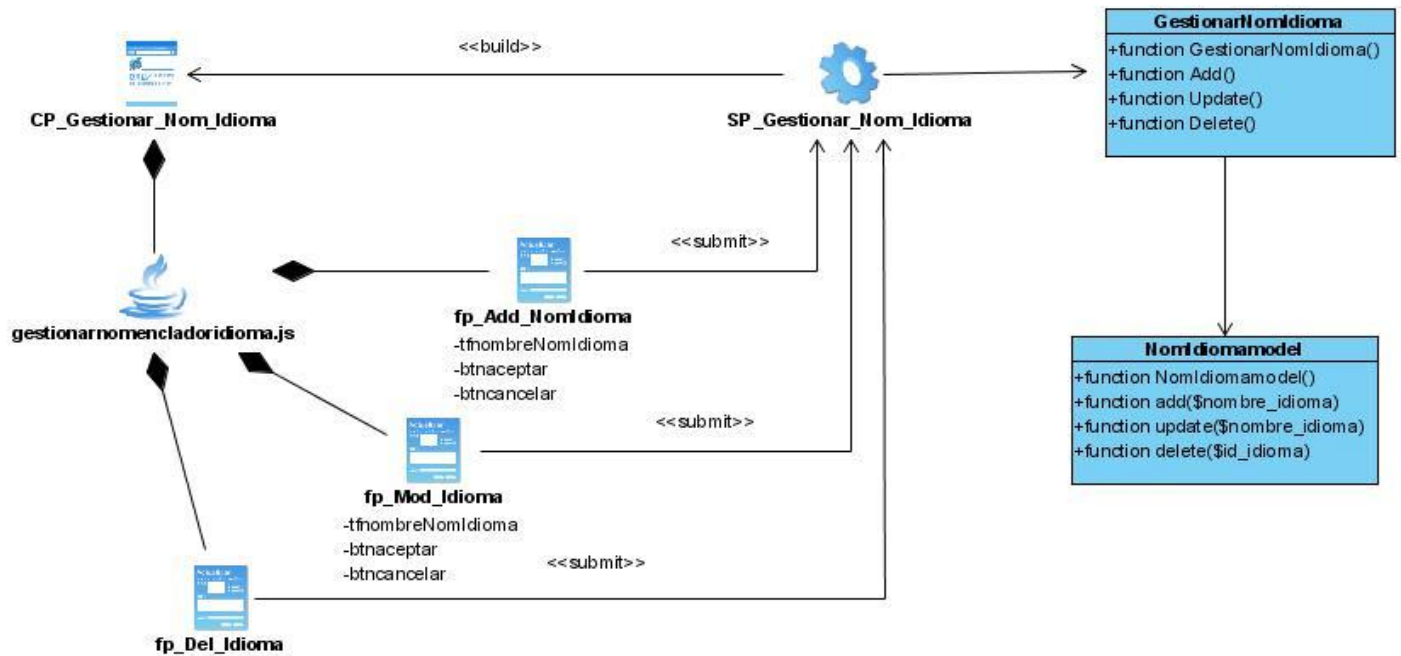 <<build>>
GestionarNomIdioma
+function GestionarNomIdioma()
+function Add()
+function Update()
+function Delete()
CP_Gestionar_Nom_Idioma
SP_Gestionar_Nom_Idioma
<<submit>>
gestionarnomencladoridioma.js
fp_Add_NomIdioma
-tfnombreNomIdioma
-btnaceptar
-btncancelar
NomIdiomamodel
+function NomIdiomamodel()
+function add($nombre_idioma)
+function update($nombre_idioma)
+function delete($id_idioma)
<<submit>>
fp_Mod_Idioma
-tfnombreNomIdioma
-btnaceptar
-btncancelar
<<submit>>
fp_Del_Idioma